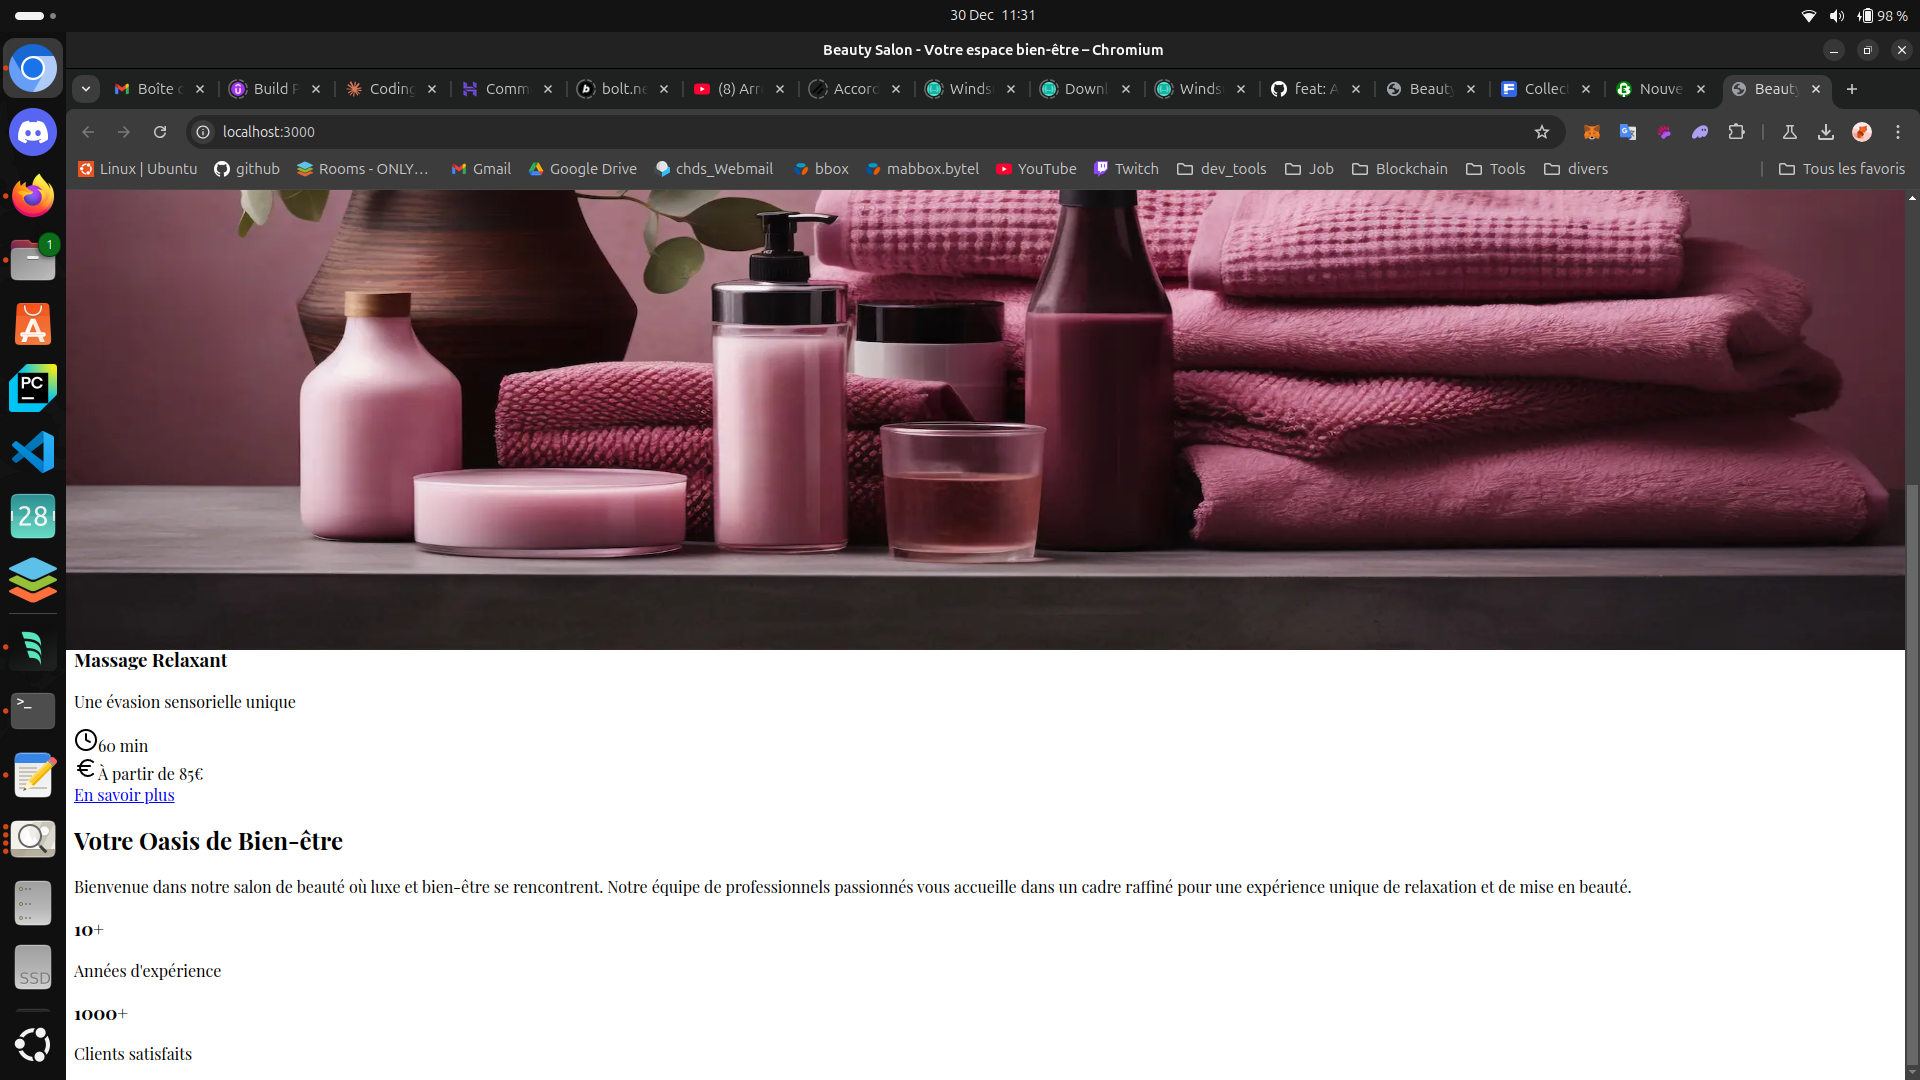 30 Dec 11:31
98 %
Beauty Salon - Votre espace bien-être – Chromium
Boîte d
Build F
Coding
Comm
bolt.ne
(8) Arre
Accord
Winds
Downl
Winds
feat: A
Beauty
Collect
Nouve
Beauty
localhost:3000
Linux | Ubuntu
github
Rooms - ONLY...
Gmail
Google Drive
chds_Webmail
bbox
mabbox.bytel
YouTube
Twitch
dev_tools
Job
Blockchain
Tools
divers
Tous les favoris
1
PC
28
>_
SSD
Massage Relaxant
Une évasion sensorielle unique
60 min
À partir de 85€
En savoir plus
Votre Oasis de Bien-être
Bienvenue dans notre salon de beauté où luxe et bien-être se rencontrent. Notre équipe de professionnels passionnés vous accueille dans un cadre raffiné pour une expérience unique de relaxation et de mise en beauté.
10+
Années d'expérience
1000+
Clients satisfaits